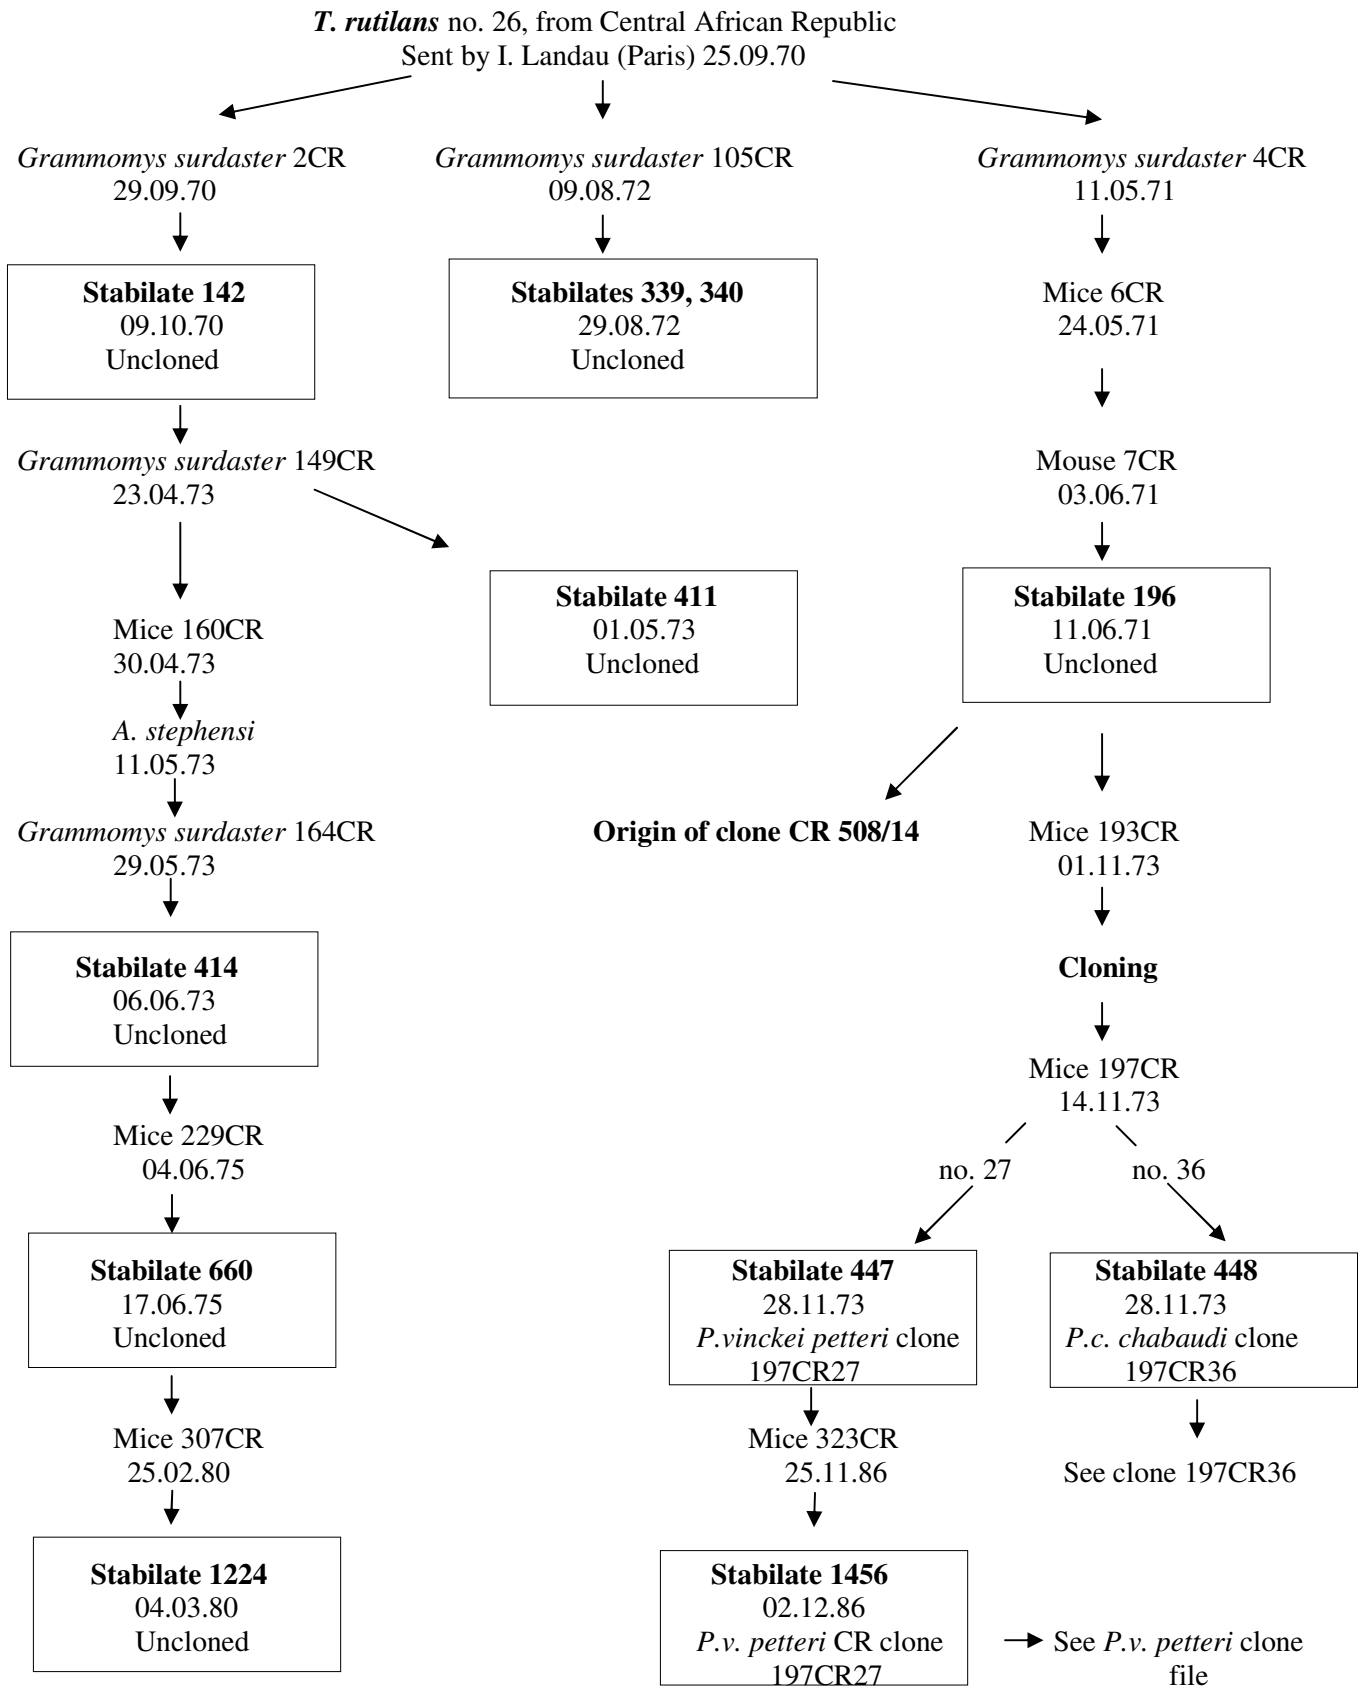 T. rutilans no. 26, from Central African Republic
Sent by I. Landau (Paris) 25.09.70
Grammomys surdaster 2CR
29.09.70
Stabilate 142
09.10.70
Uncloned
Grammomys surdaster 149CR
23.04.73
Mice 160CR
30.04.73
A. stephensi
11.05.73
Grammomys surdaster 164CR
29.05.73
Stabilate 414
06.06.73
Uncloned
Mice 229CR
04.06.75
Stabilate 660
17.06.75
Uncloned
Mice 307CR
25.02.80
Stabilate 1224
04.03.80
Uncloned
Grammomys surdaster 105CR
09.08.72
Stabilates 339, 340
29.08.72
Uncloned
Stabilate 411
01.05.73
Uncloned
Grammomys surdaster 4CR
11.05.71
Mice 6CR
24.05.71
Mouse 7CR
03.06.71
Stabilate 196
11.06.71
Uncloned
Origin of clone CR 508/14
Mice 193CR
01.11.73
Cloning
Mice 197CR
14.11.73
no. 27
no. 36
Stabilate 447
28.11.73
P.vinckei petteri clone
197CR27
Mice 323CR
25.11.86
Stabilate 1456
02.12.86
P.v. petteri CR clone
197CR27
See P.v. petteri clone
file
Stabilate 448
28.11.73
P.c. chabaudi clone
197CR36
See clone 197CR36